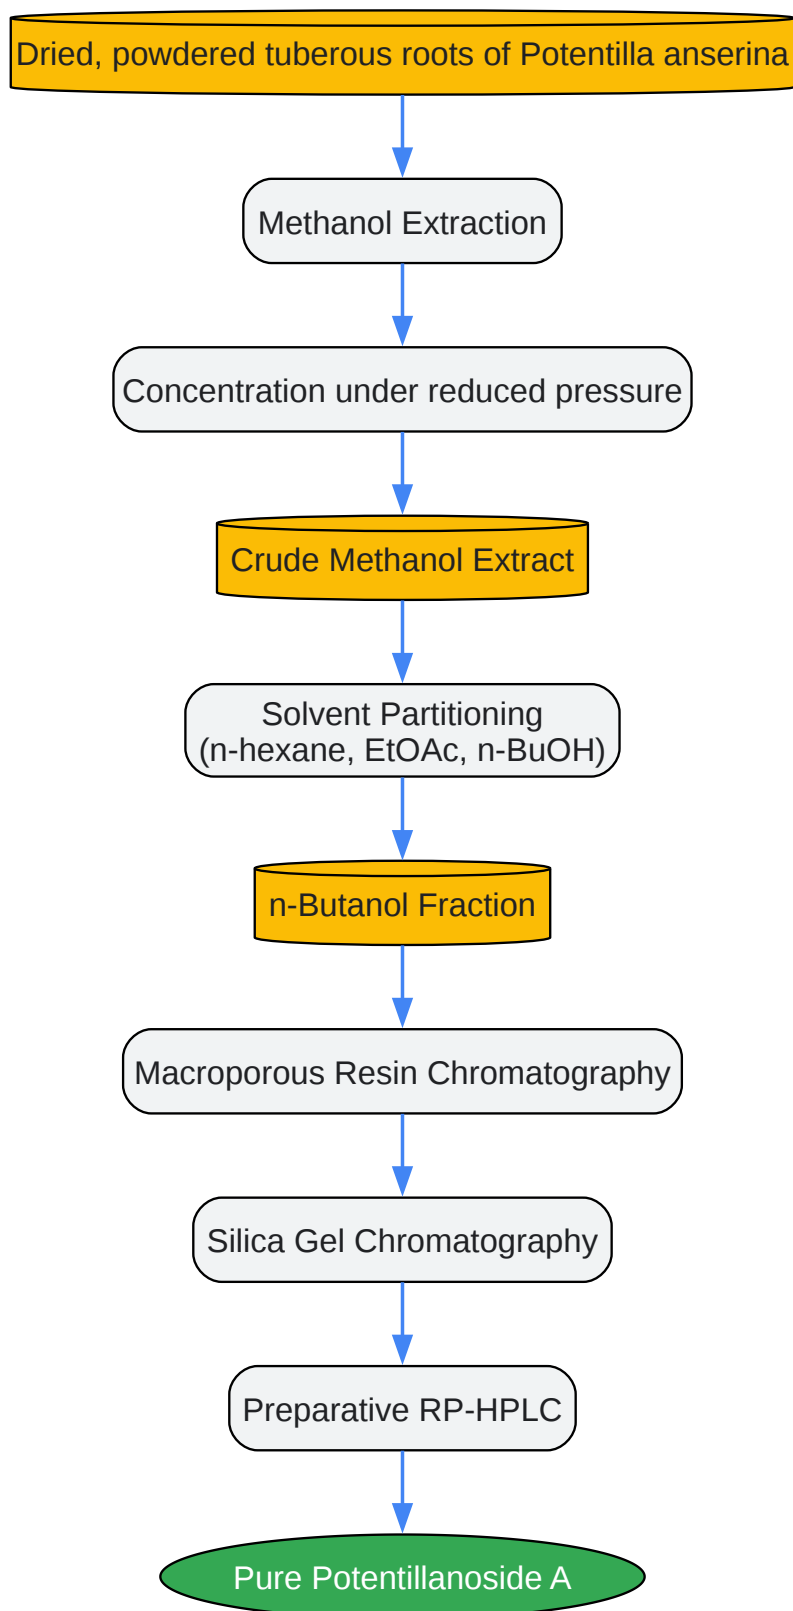 Dried, powdered tuberous roots of Potentilla anserina
Methanol Extraction
Concentration under reduced pressure
Crude Methanol Extract
Solvent Partitioning
(n-hexane, EtOAc, n-BuOH)
n-Butanol Fraction
Macroporous Resin Chromatography
Silica Gel Chromatography
Preparative RP-HPLC
Pure Potentillanoside A